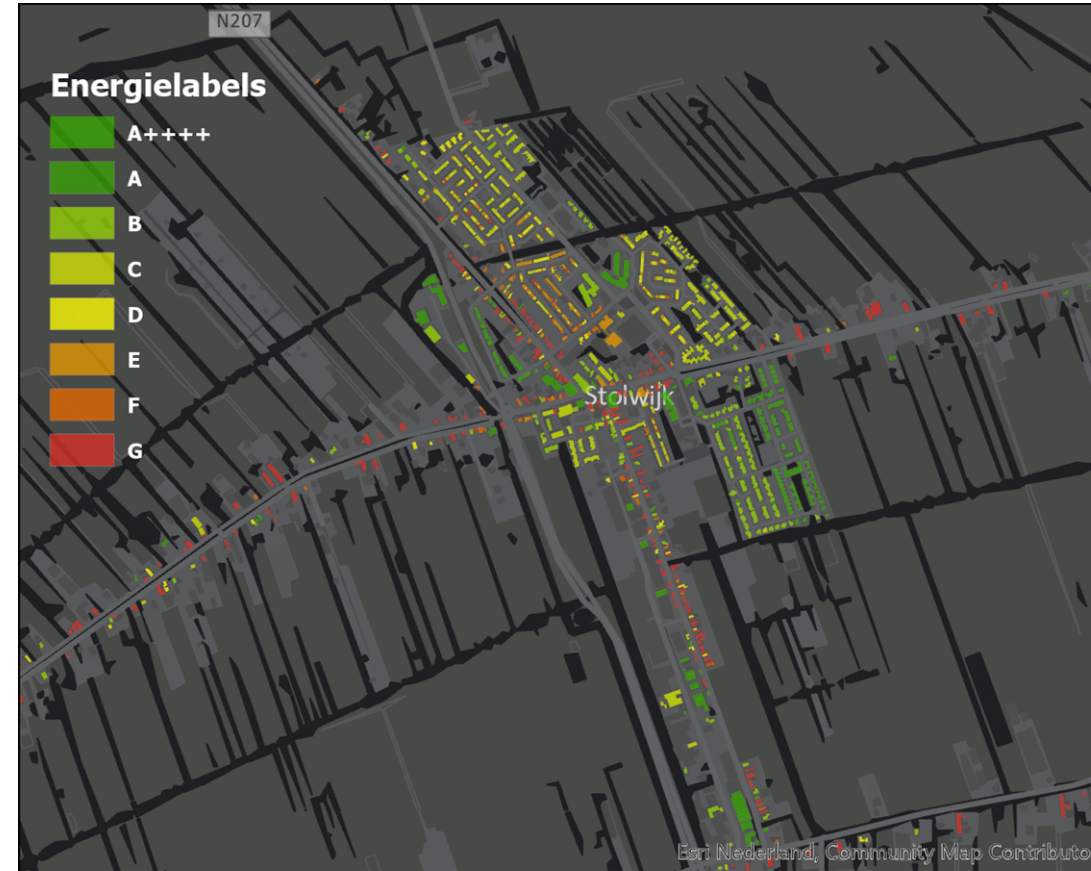 N207
Energielabels
A++++
A
B
C
D
E
F
G
Stolwijk
Esri Nederland, Community Map Contributo